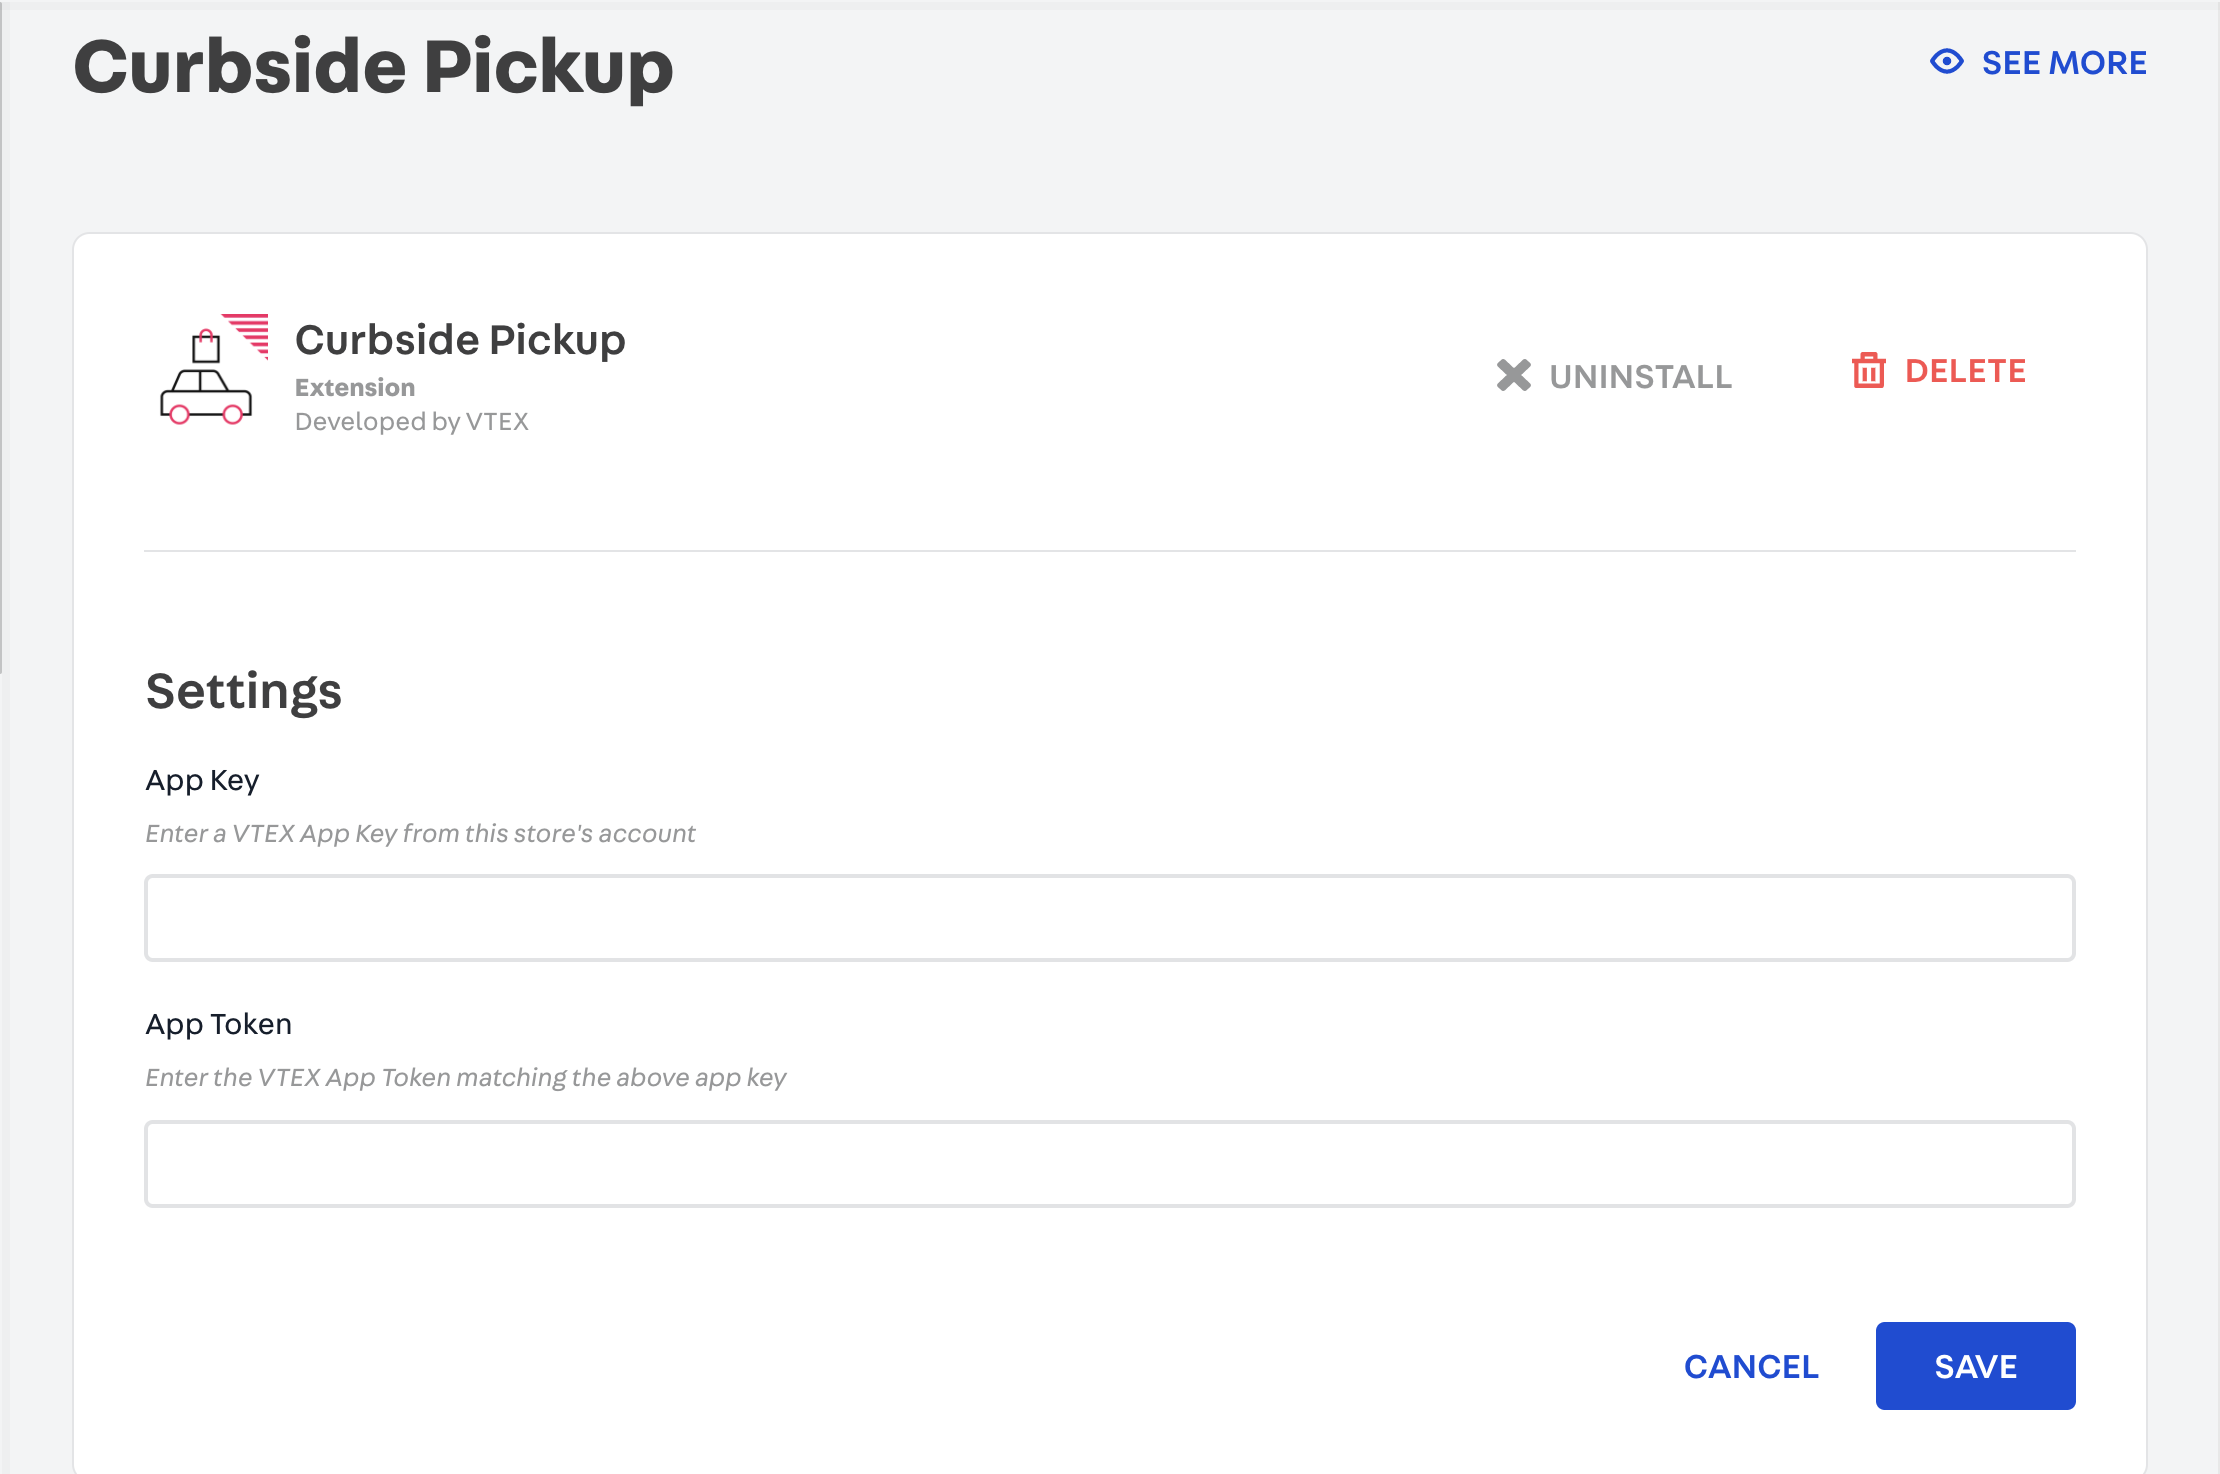 Curbside Pickup
SEE MORE
Curbside Pickup
Extension
Developed by VTEX
UNINSTALL
DELETE
Settings
App Key
Enter a VTEX App Key from this store's account
App Token
Enter the VTEX App Token matching the above app key
CANCEL
SAVE